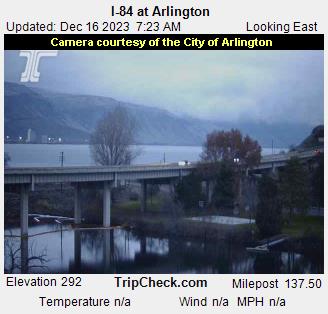 I-84 at Arlington
Updated: Dec 16 2023 7:23 AM Looking East
Camera courtesy of the City of Arlington
Elevation 292 TripCheck.com Milepost 137.50
Temperature n/a Wind n/a MPH n/a